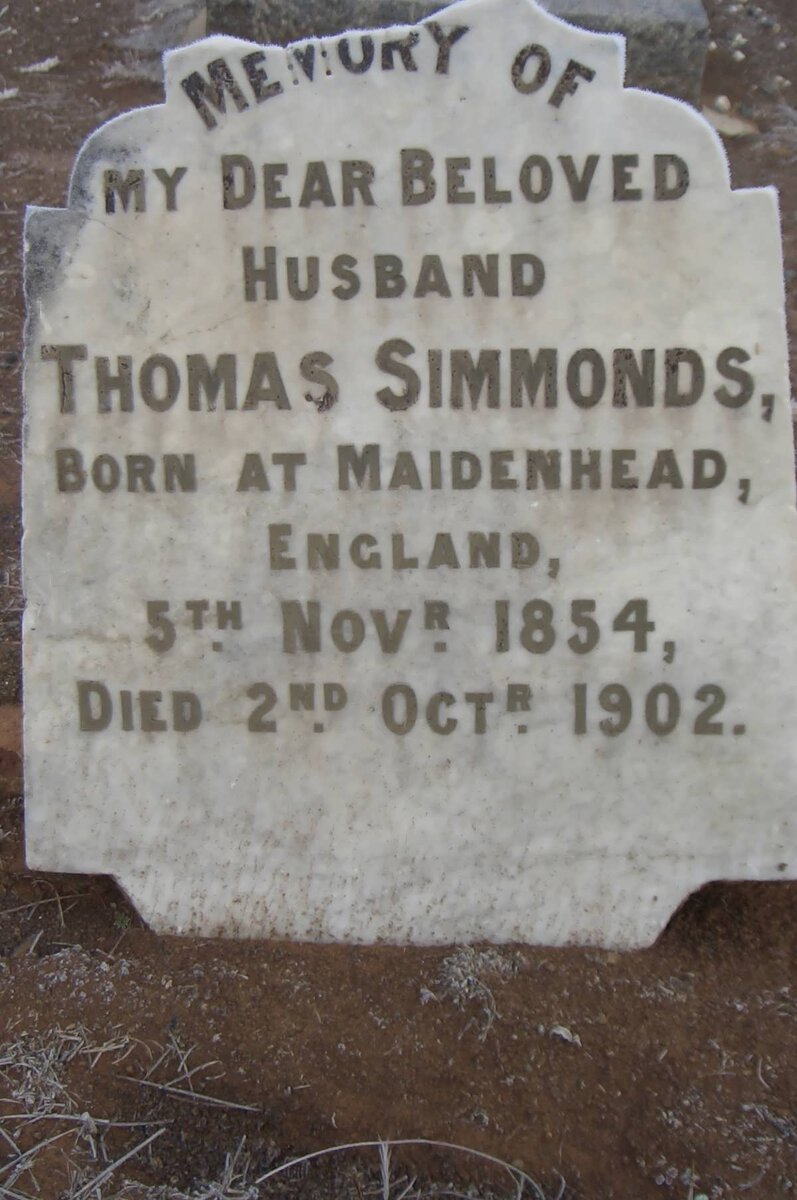 MEMORY OF
MY DEAR BELOVED
HUSBAND
THOMAS SIMMONDS,
BORN AT MAIDENHEAD,
ENGLAND,
5TH. NOVR. 1854,
DIED 2ND. OCTR. 1902.